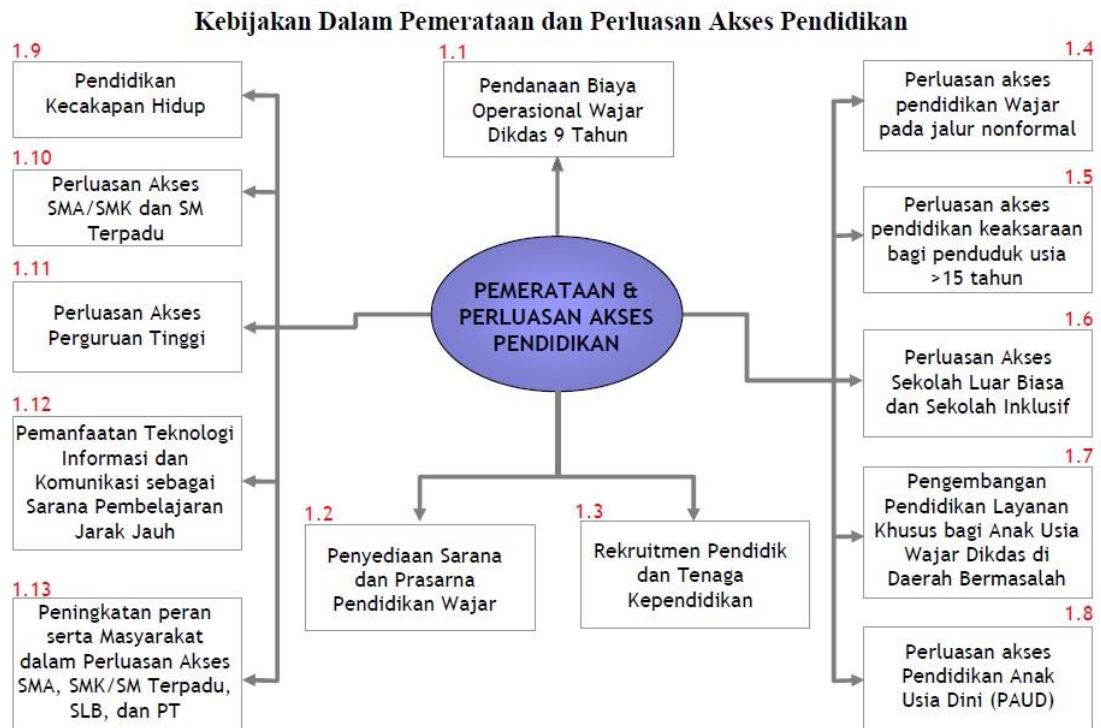 Kebijakan Dalam Pemerataan dan Perluasan Akses Pendidikan
1.1
Pendanaan Biaya
Operasional Wajar
Dikdas 9 Tahun
PEMERATAAN &
PERLUASAN AKSES
PENDIDIKAN
1.2
Penyediaan Sarana
dan Prasarna
Pendidikan Wajar
1.3
Rekruitmen Pendidik
dan Tenaga
Kependidikan
1.4
Perluasan akses
pendidikan Wajar
pada jalur nonformal
1.5
Perluasan akses
pendidikan keaksaraan
bagi penduduk usia
>15 tahun
1.6
Perluasan Akses
Sekolah Luar Biasa
dan Sekolah Inklusif
1.7
Pengembangan
Pendidikan Layanan
Khusus bagi Anak Usia
Wajar Dikdas di
Daerah Bermasalah
1.8
Perluasan akses
Pendidikan Anak
Usia Dini (PAUD)
1.9
Pendidikan
Kecakapan Hidup
1.10
Perluasan Akses
SMA/SMK dan SM
Terpadu
1.11
Perluasan Akses
Perguruan Tinggi
1.12
Pemanfaatan Teknologi
Informasi dan
Komunikasi sebagai
Sarana Pembelajaran
Jarak Jauh
1.13
Peningkatan peran
serta Masyarakat
dalam Perluasan Akses
SMA, SMK/SM Terpadu,
SLB, dan PT